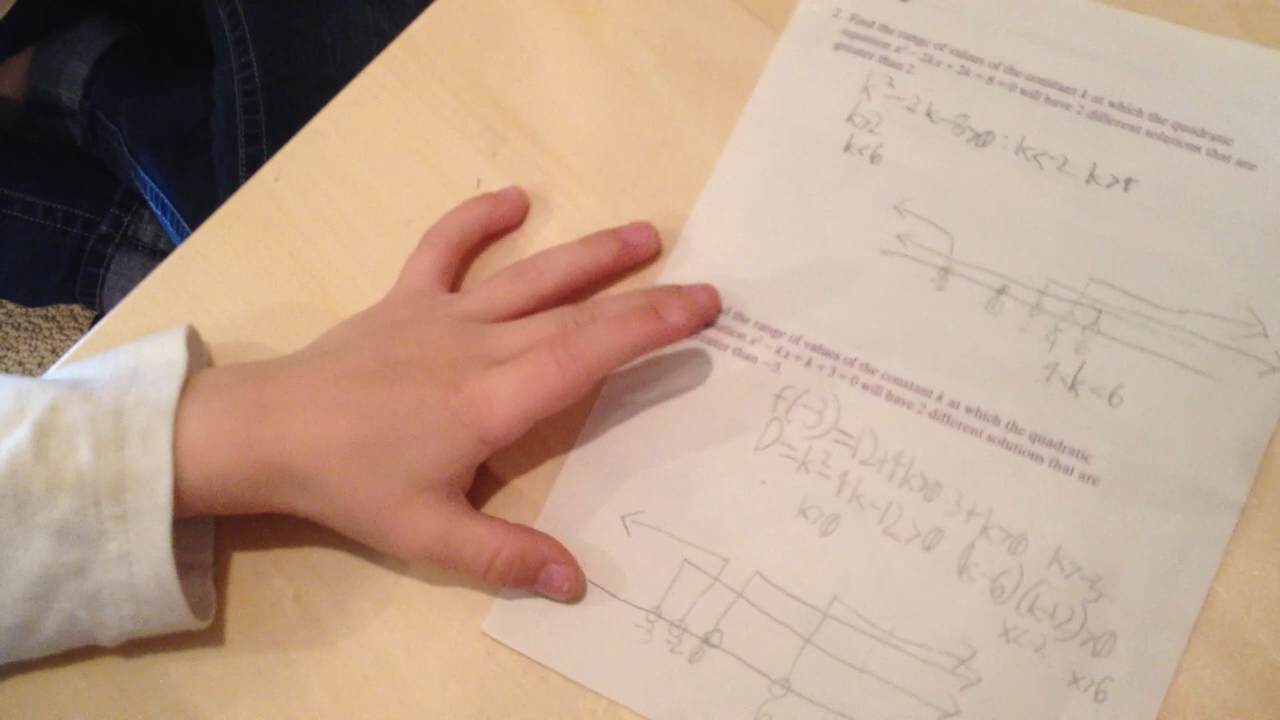 2. Find the range of values of the constant k at which the quadratic
equation x² − 2kx + 2k + 8 = 0 will have 2 different solutions that are
greater than 2.
k² − 2k − 8 > 0 : k < −2 k >
k > 2
k < 6
4 < k < 6
the range of values of the constant k at which the quadratic
x² − kx + k + 3 = 0 will have 2 different solutions that are
than −3.
f(−3) = 12 + 4k > 0 3 + k > 0 k > −3
D = k² − 4k − 12 > 0 (k − 6)(k+2) > 0
k > 0 x < −2 x > 6
−3 −2 0